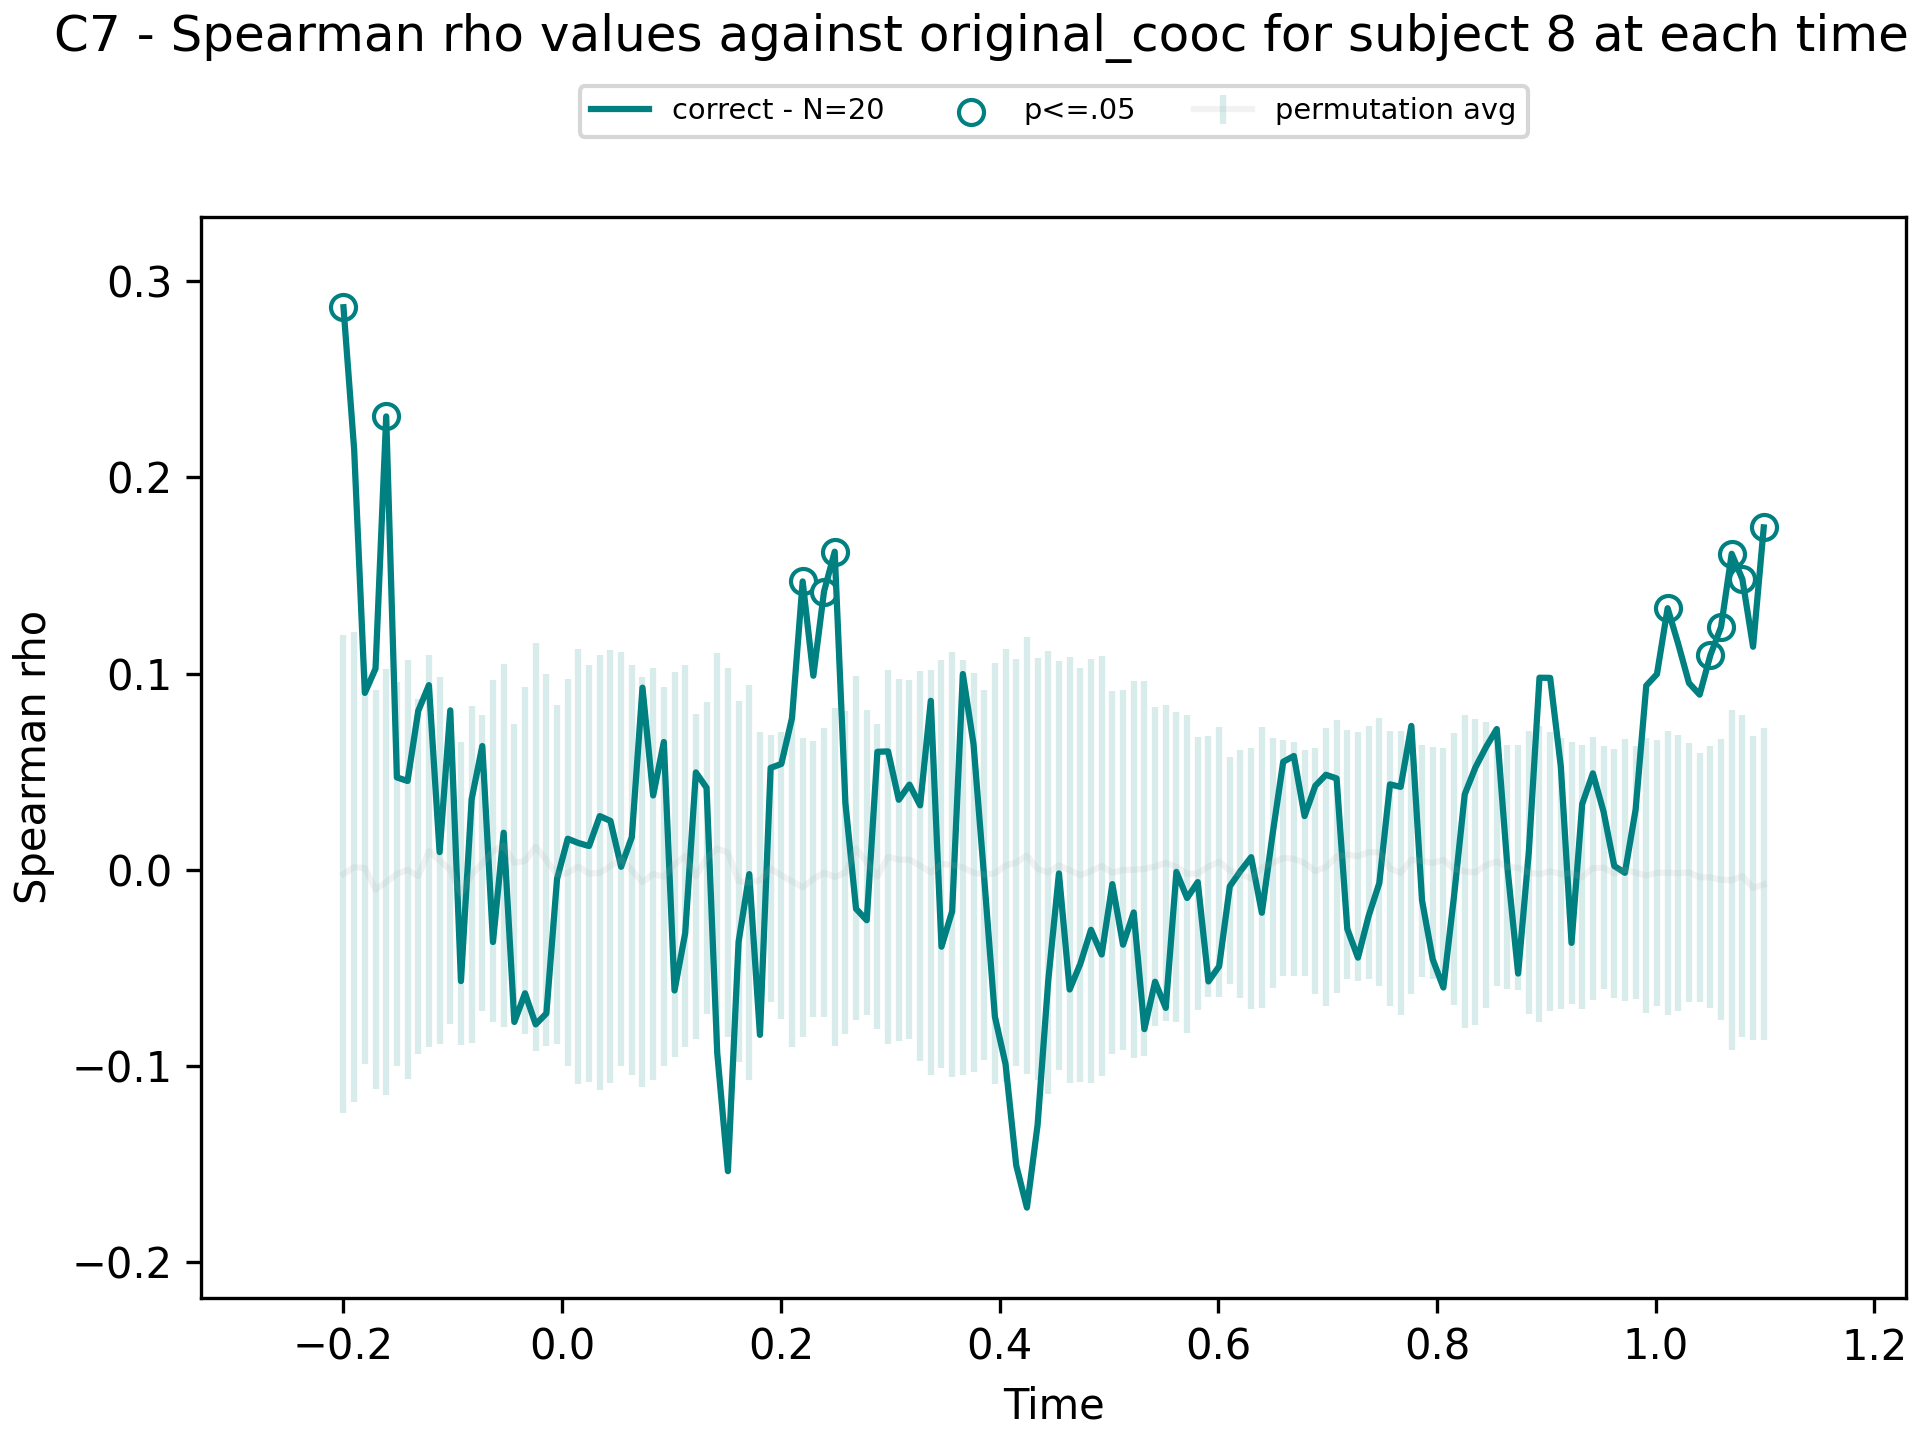 C7 - Spearman rho values against original_cooc for subject 8 at each time
correct - N=20
p<=.05
permutation avg
0.3
0.2
0.1
0.0
−0.1
−0.2
Spearman rho
−0.2
0.0
0.2
0.4
0.6
0.8
1.0
1.2
Time